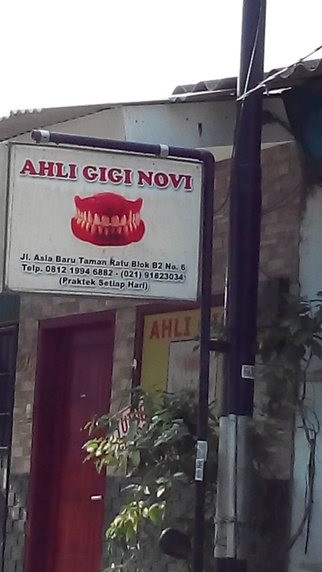 AHLI GIGI NOVI
Jl. Asia Baru Taman Ratu Blok B2 No. 6
Telp. 0812 1994 6882 - (021) 91823034
(Praktek Setiap Hari)
AHLI